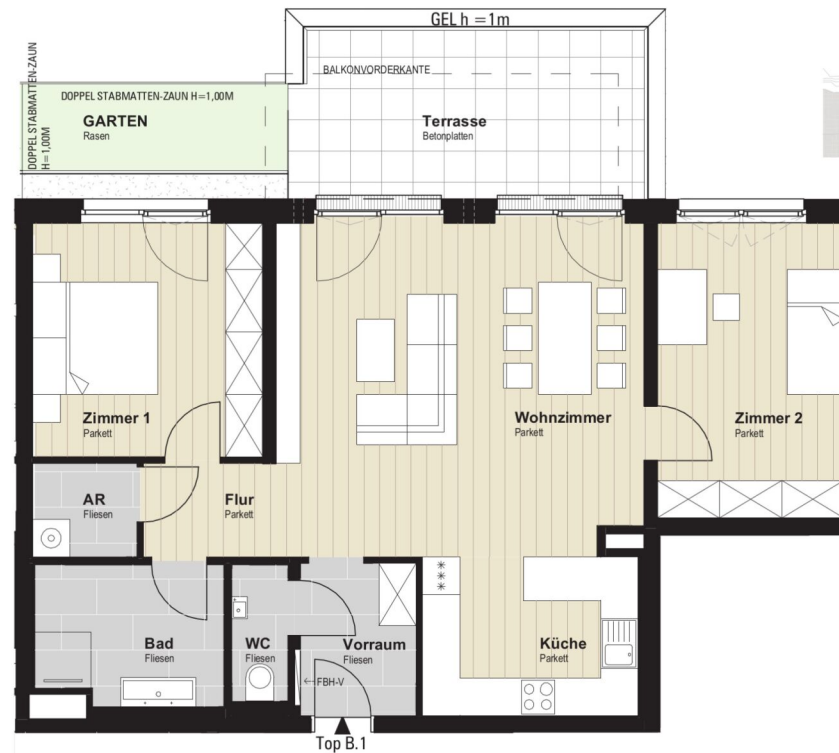 GEL h =1m
BALKONVORDERKANTE
DOPPEL STABMATTEN-ZAUN H=1,00M
DOPPEL STABMATTEN-ZAUN
H=1,00M
GARTEN
Rasen
Terrasse
Betonplatten
Zimmer 1
Parkett
Wohnzimmer
Parkett
Zimmer 2
Parkett
AR
Fliesen
Flur
Parkett
Bad
Fliesen
WC
Fliesen
Vorraum
Fliesen
Küche
Parkett
FBH-V
Top B.1